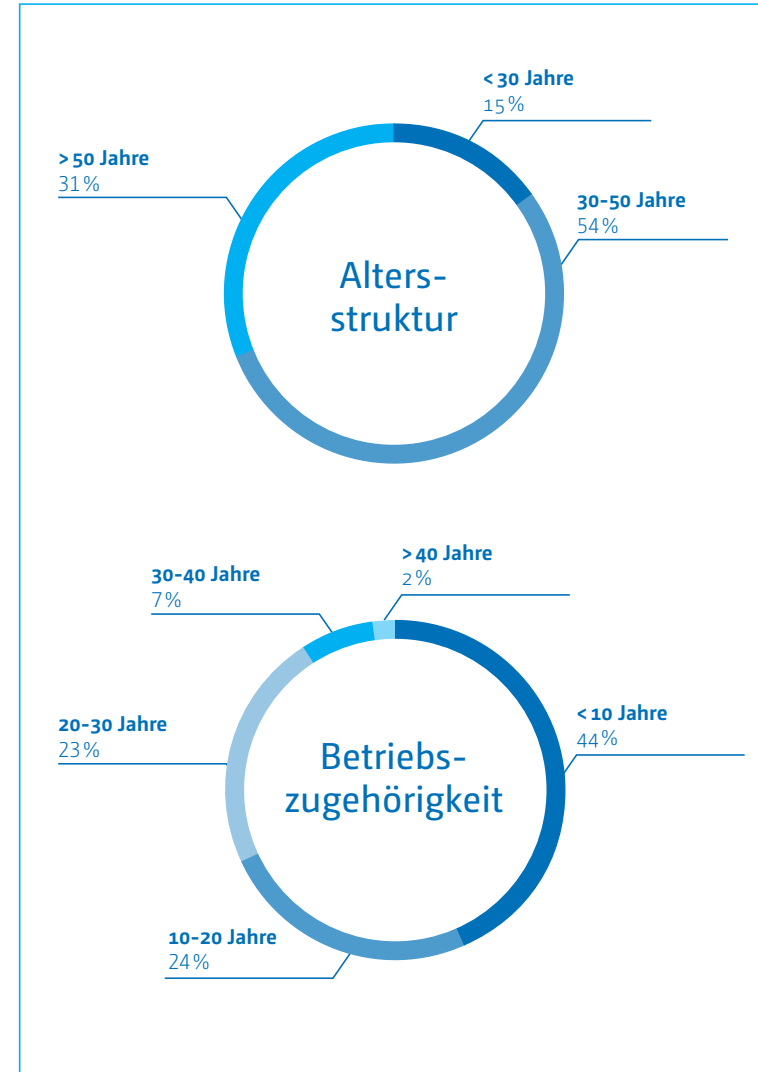 < 30 Jahre
15 %
> 50 Jahre
31 %
30-50 Jahre
54 %
Alters-
struktur
> 40 Jahre
2 %
30-40 Jahre
7 %
< 10 Jahre
44 %
20-30 Jahre
23 %
Betriebs-
zugehörigkeit
10-20 Jahre
24 %